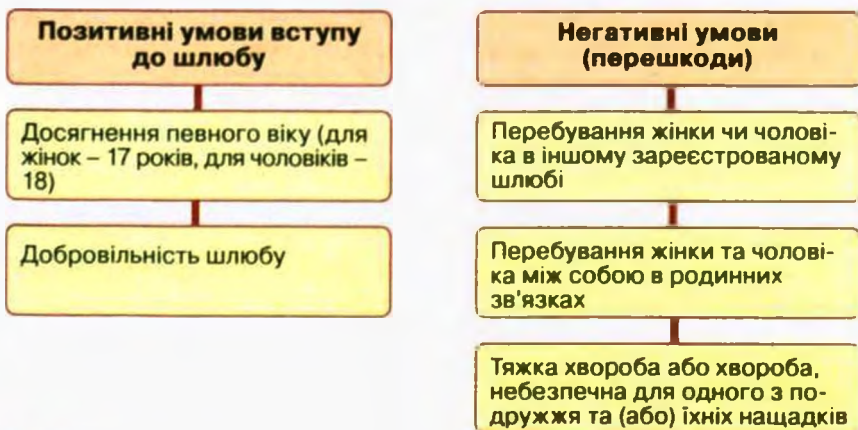 Позитивні умови вступу
до шлюбу
Досягнення певного віку (для
жінок – 17 років, для чоловіків –
18)
Добровільність шлюбу
Негативні умови
(перешкоди)
Перебування жінки чи чолові-
ка в іншому зареєстрованому
шлюбі
Перебування жінки та чолові-
ка між собою в родинних
зв'язках
Тяжка хвороба або хвороба,
небезпечна для одного з по-
дружжя та (або) їхніх нащадків